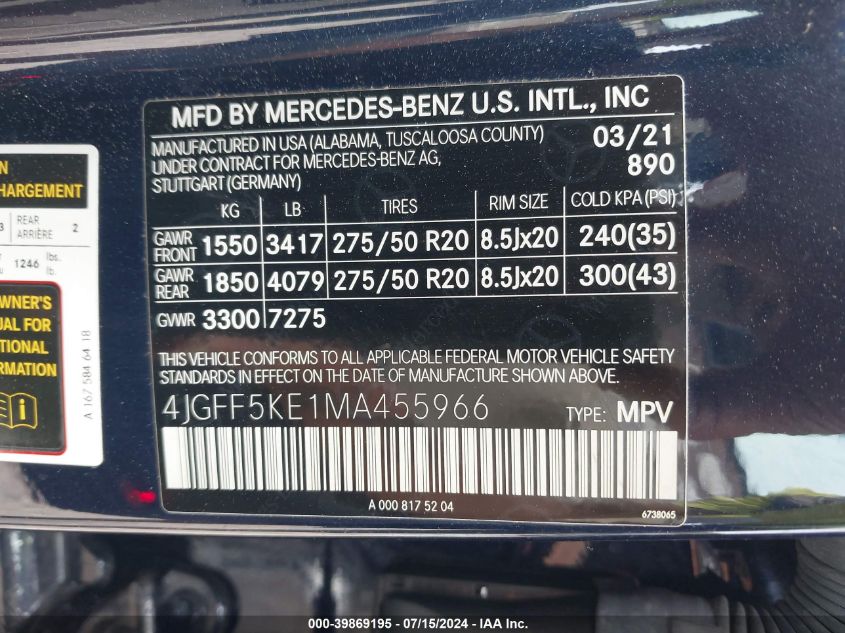 MFD BY MERCEDES-BENZ U.S. INTL., INC
MANUFACTURED IN USA (ALABAMA, TUSCALOOSA COUNTY) 03/21
UNDER CONTRACT FOR MERCEDES-BENZ AG, 890
STUTTGART (GERMANY)
KG LB TIRES RIM SIZE COLD KPA (PSI)
GAWR FRONT 1550 3417 275/50 R20 8.5Jx20 240(35)
GAWR REAR 1850 4079 275/50 R20 8.5Jx20 300(43)
GVWR 3300 7275
THIS VEHICLE CONFORMS TO ALL APPLICABLE FEDERAL MOTOR VEHICLE SAFETY
AND THEFT PREVENTION STANDARDS IN EFFECT ON THE DATE OF MANUFACTURE SHOWN ABOVE.
4JGFF5KE1MA455966 TYPE: MPV
A 000 817 52 04
6738065
HARGEMENT
REAR
ARRIÈRE 2
1246 lbs.
lb.
WNER'S
FOR
A 167 584 64 18
000-39869195 - 07/15/2024 - IAA Inc.